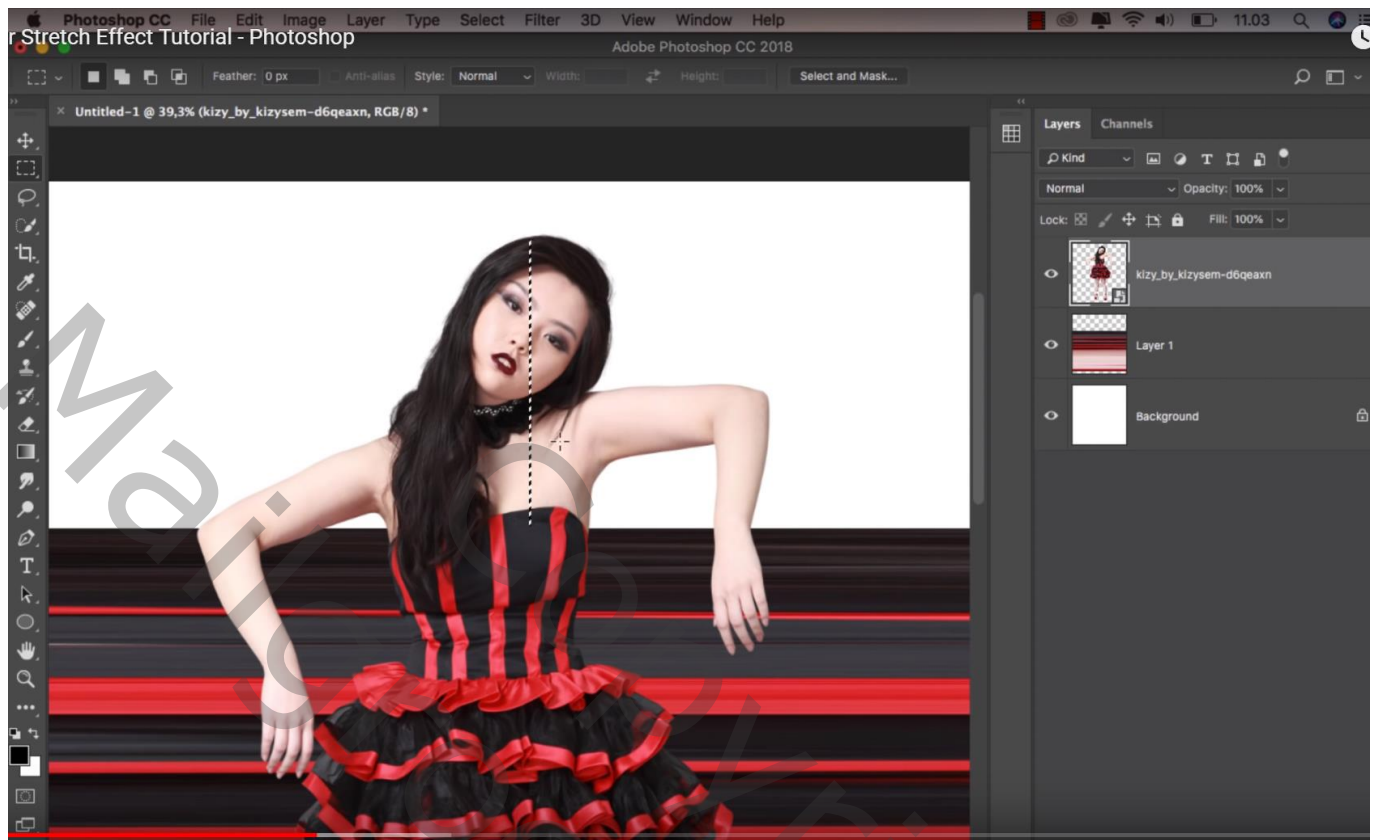 Photoshop CC File Edit Image Layer Type Select Filter 3D View Window Help 11.03
r Stretch Effect Tutorial - Photoshop
Adobe Photoshop CC 2018
Feather: 0 px Anti-alias Style: Normal Width: Height: Select and Mask...
× Untitled-1 @ 39,3% (kizy_by_kizysem-d6qeaxn, RGB/8) *
Layers Channels
Kind
Normal Opacity: 100%
Lock: Fill: 100%
kizy_by_kizysem-d6qeaxn
Layer 1
Background